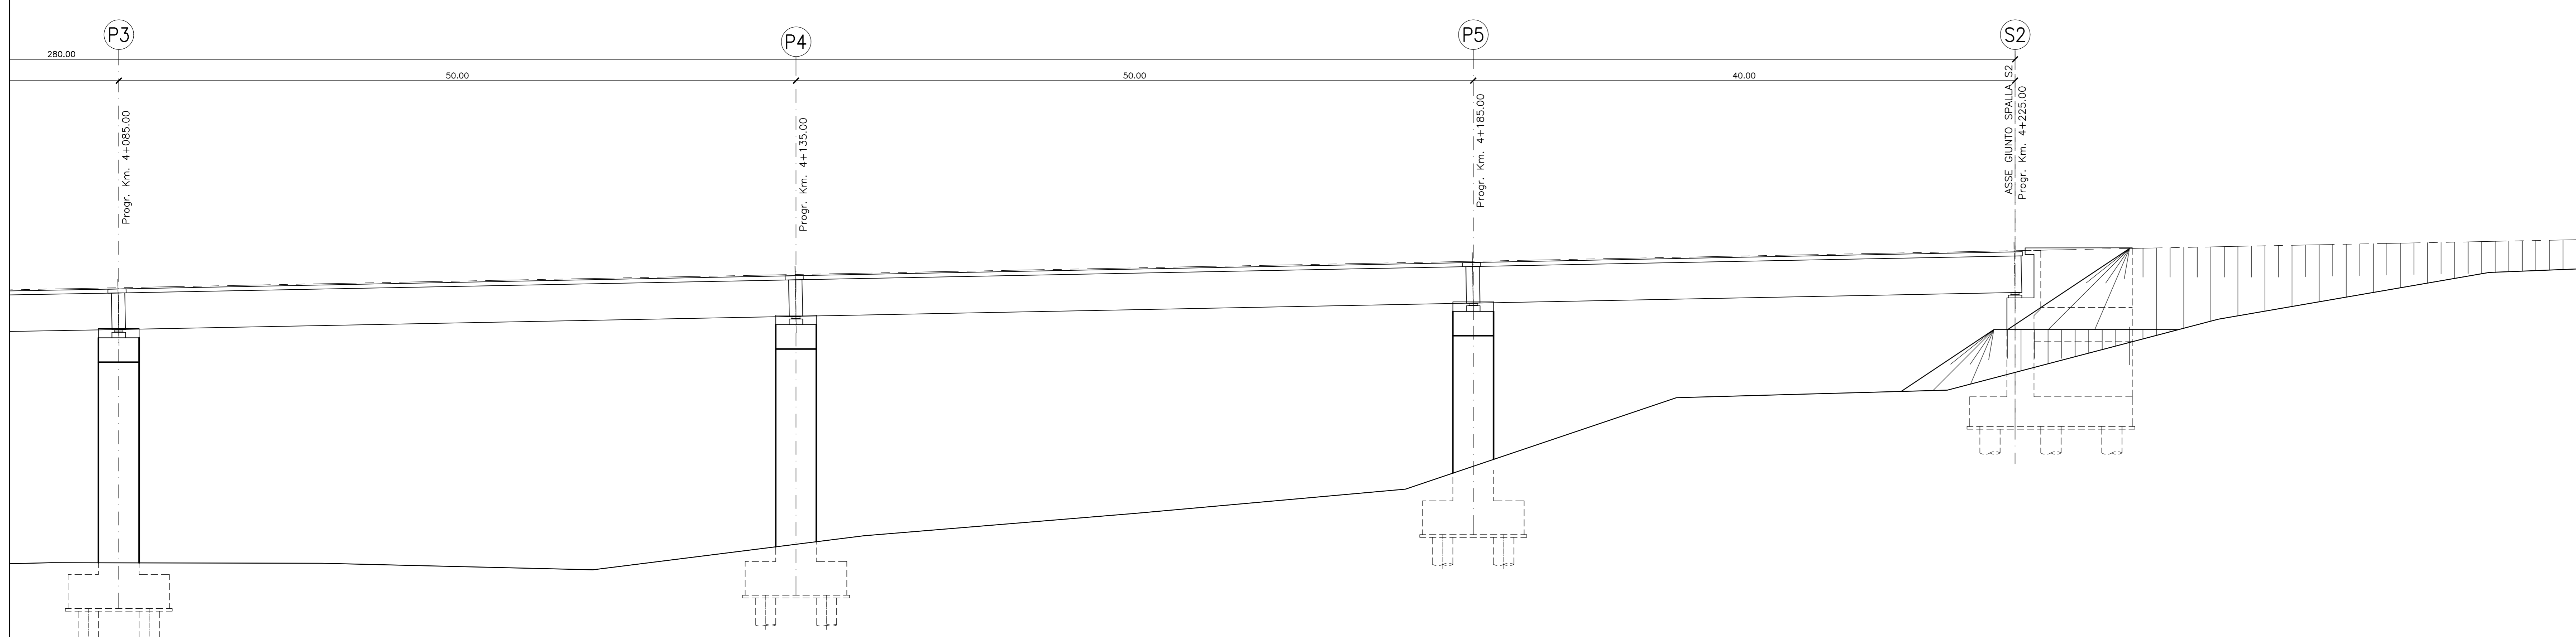 P3
P4
P5
S2
280.00
50.00
50.00
40.00
Progr. Km. 4+085.00
Progr. Km. 4+135.00
Progr. Km. 4+185.00
ASSE GIUNTO SPALLA S2
Progr. Km. 4+225.00